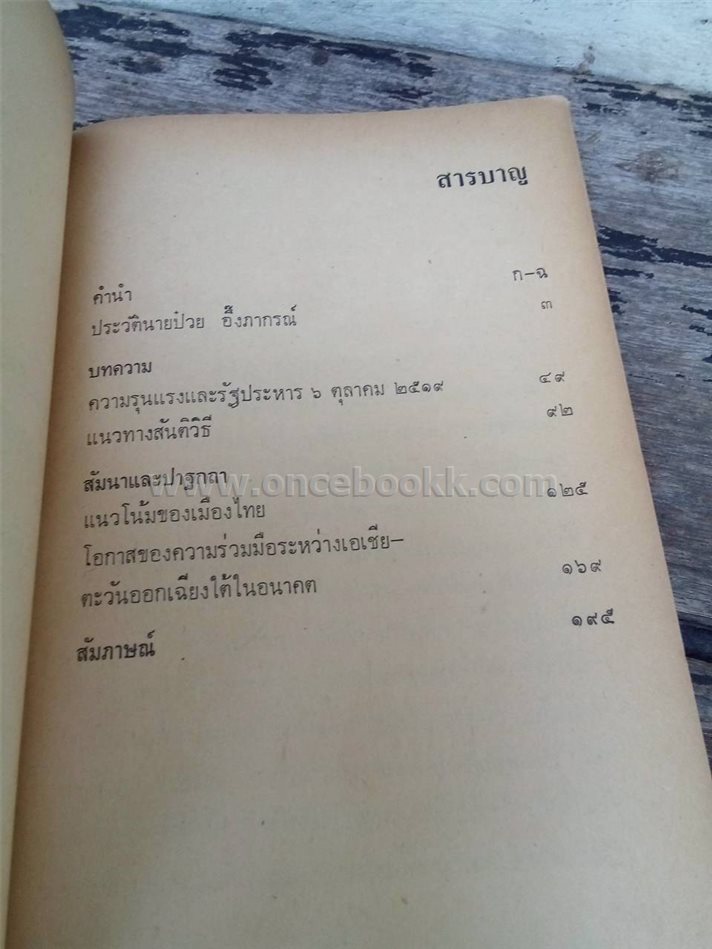 สารบาญ
คำนำ ก-ฉ
ประวัตินายป๋วย อึ๊งภากรณ์ ๓
บทความ
ความรุนแรงและรัฐประหาร ๖ ตุลาคม ๒๕๑๙ ๔๙
แนวทางสันติวิธี ๙๒
สัมนาและปาฐกถา
www.oncebookk.com
แนวโน้มของเมืองไทย ๑๒๕
โอกาสของความร่วมมือระหว่างเอเชีย-
ตะวันออกเฉียงใต้ในอนาคต ๑๖๙
สัมภาษณ์ ๑๙๕